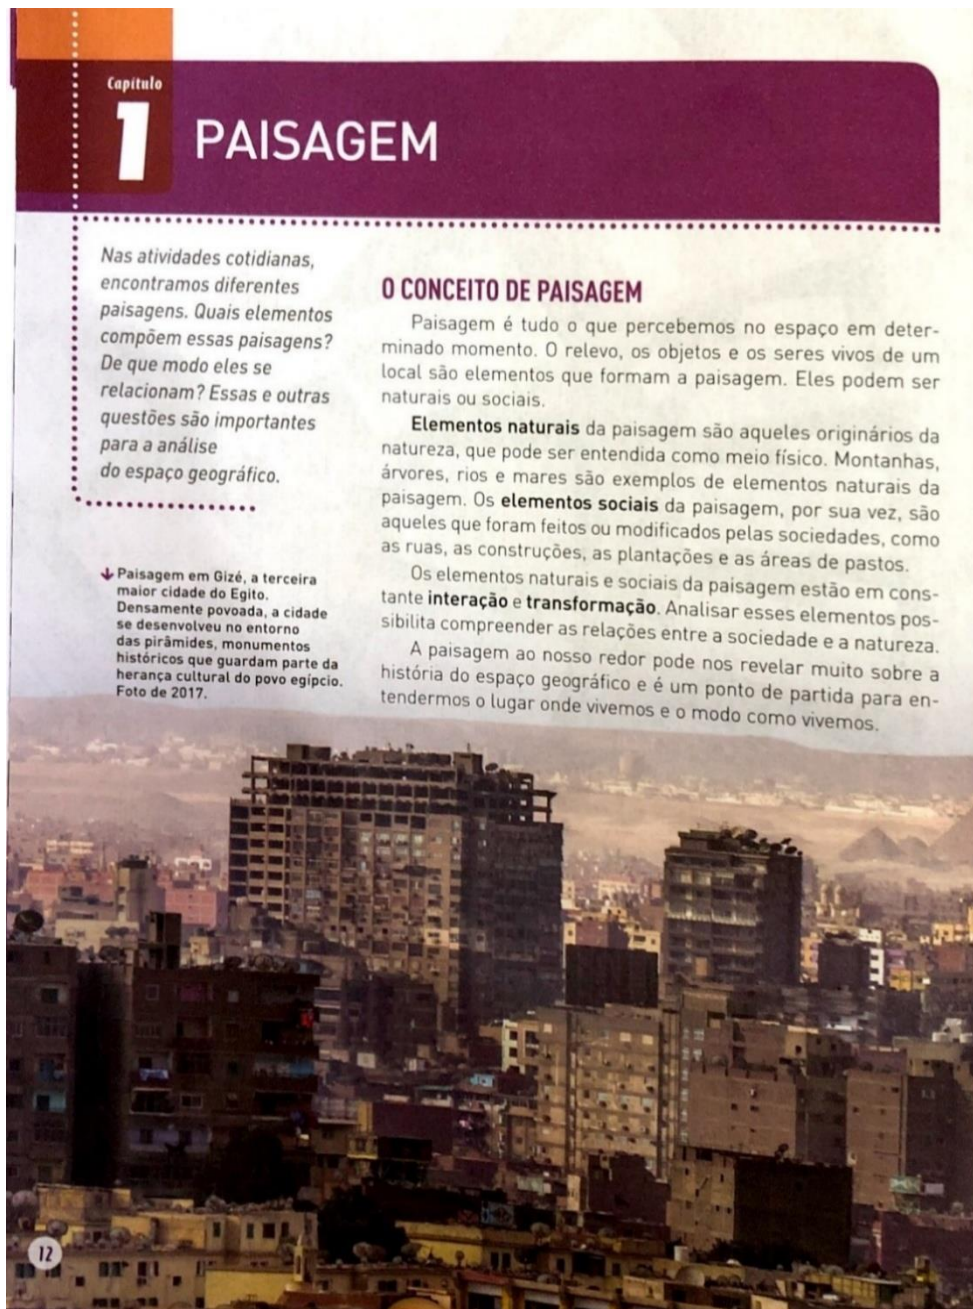 Capítulo
1
PAISAGEM
Nas atividades cotidianas,
encontramos diferentes
paisagens. Quais elementos
compõem essas paisagens?
De que modo eles se
relacionam? Essas e outras
questões são importantes
para a análise
do espaço geográfico.
Paisagem em Gizé, a terceira
maior cidade do Egito.
Densamente povoada, a cidade
se desenvolveu no entorno
das pirâmides, monumentos
históricos que guardam parte da
herança cultural do povo egípcio.
Foto de 2017.
O CONCEITO DE PAISAGEM
Paisagem é tudo o que percebemos no espaço em deter-
minado momento. O relevo, os objetos e os seres vivos de um
local são elementos que formam a paisagem. Eles podem ser
naturais ou sociais.
Elementos naturais da paisagem são aqueles originários da
natureza, que pode ser entendida como meio físico. Montanhas,
árvores, rios e mares são exemplos de elementos naturais da
paisagem. Os elementos sociais da paisagem, por sua vez, são
aqueles que foram feitos ou modificados pelas sociedades, como
as ruas, as construções, as plantações e as áreas de pastos.
Os elementos naturais e sociais da paisagem estão em cons-
tante interação e transformação. Analisar esses elementos pos-
sibilita compreender as relações entre a sociedade e a natureza.
A paisagem ao nosso redor pode nos revelar muito sobre a
história do espaço geográfico e é um ponto de partida para en-
tendermos o lugar onde vivemos e o modo como vivemos.
12